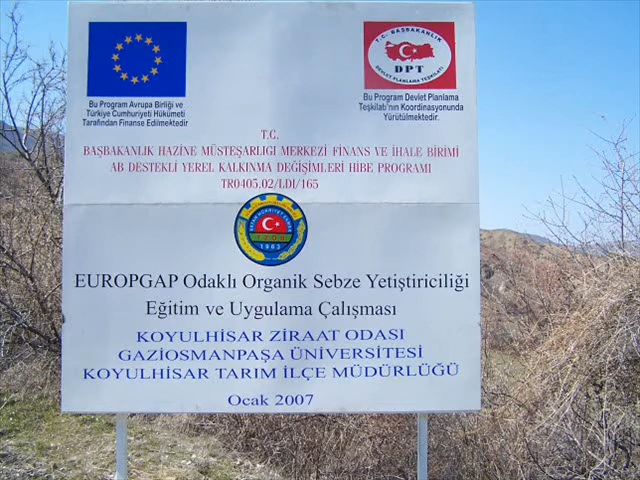 T.C. BAŞBAKANLIK
DPT
DEVLET PLANLAMA TEŞKİLATI
Bu Program Avrupa Birliği ve
Türkiye Cumhuriyeti Hükümeti
Tarafından Finanse Edilmektedir
Bu Program Devlet Planlama
Teşkilatı'nın Koordinasyonunda
Yürütülmektedir.
T.C.
BAŞBAKANLIK HAZİNE MÜSTEŞARLIGI MERKEZİ FİNANS VE İHALE BİRİMİ
AB DESTEKLİ YEREL KALKINMA DEĞİŞİMLERİ HİBE PROGRAMI
TR0405.02/LDI/165
1963
EUROPGAP Odaklı Organik Sebze Yetiştiriciliği
Eğitim ve Uygulama Çalışması
KOYULHİSAR ZİRAAT ODASI
GAZİOSMANPAŞA ÜNİVERSİTESİ
KOYULHİSAR TARIM İLÇE MÜDÜRLÜĞÜ
Ocak 2007